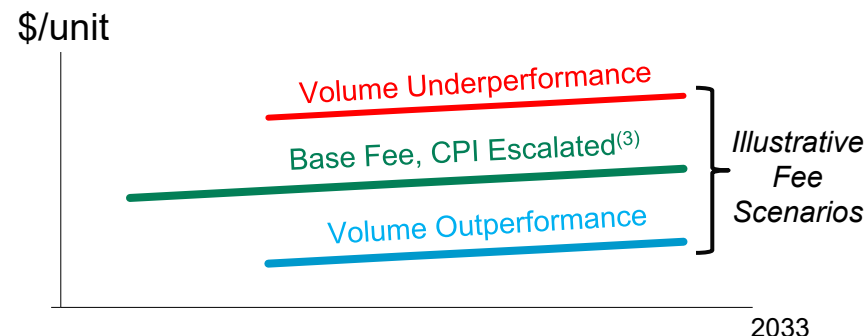 $/unit
Volume Underperformance
Base Fee, CPI Escalated(3)
Volume Outperformance
Illustrative
Fee
Scenarios
2033